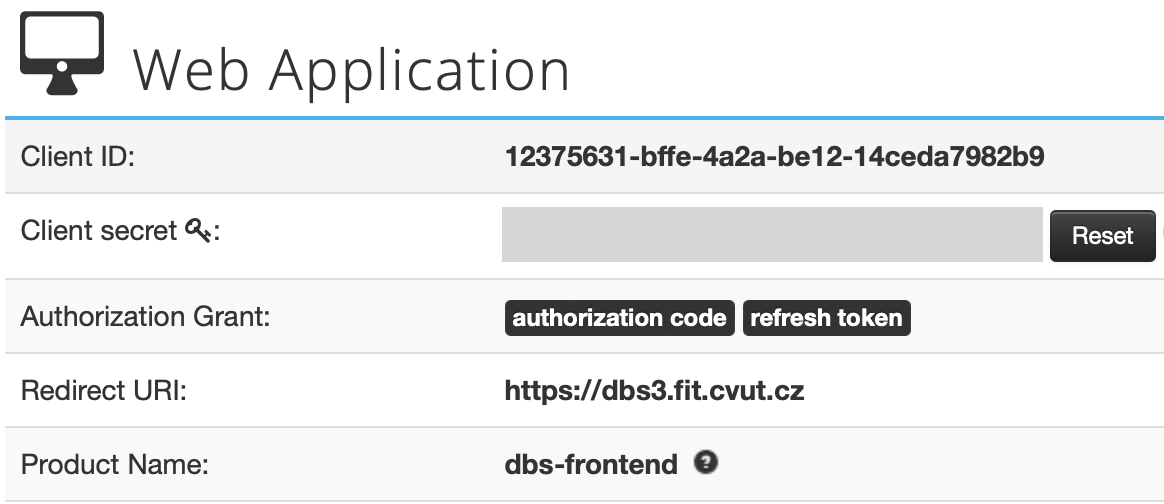 Web Application
Client ID: 12375631-bffe-4a2a-be12-14ceda7982b9
Client secret : Reset
Authorization Grant: authorization code refresh token
Redirect URI: https://dbs3.fit.cvut.cz
Product Name: dbs-frontend ?